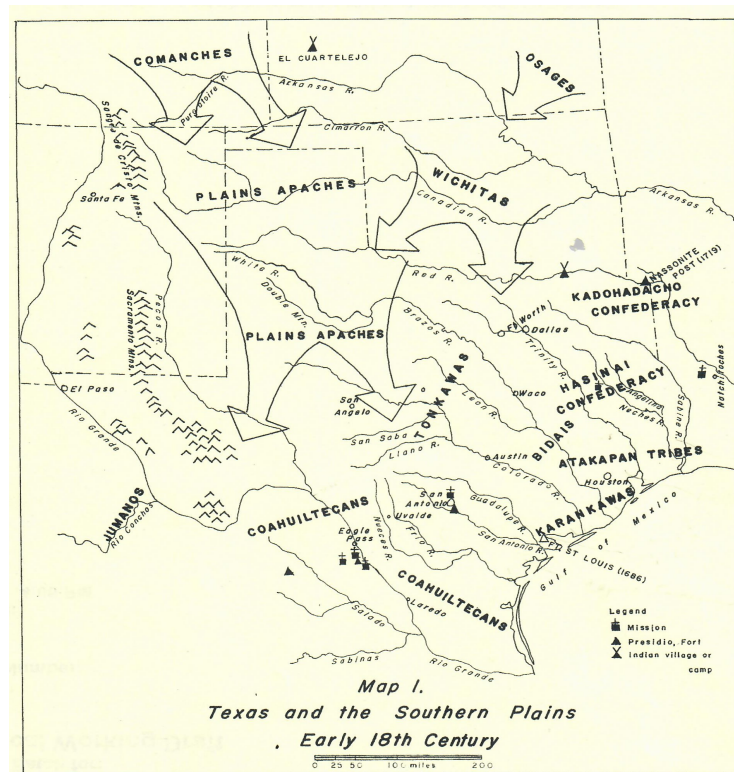 COMANCHES
EL CUARTELEJO
OSAGES
Purgatoire R.
Arkansas R.
Cimarron R.
Sangre de Cristo Mtns.
Santa Fe
PLAINS APACHES
WICHITAS
Canadian R.
Arkansas R.
White R.
Double Mtn.
Red R.
NASSONITE
POST (1719)
KADOHADACHO
CONFEDERACY
Pecos R.
Sacramento Mtns.
PLAINS APACHES
Brazos R.
Ft. Worth
Dallas
Trinity R.
HASINAI
CONFEDERACY
Angelina
Neches R.
Sabine R.
Natchitoches
El Paso
Rio Grande
San
Angelo
TONKAWAS
Leon R.
Waco
BIDAIS
San Saba
Llano R.
Austin
Colorado R.
ATAKAPAN TRIBES
Houston
JUMANOS
Rio Conchos
COAHUILTECANS
San
Antonio
Uvalde
Guadalupe R.
KARANKAWAS
Eagle
Pass
Nueces R.
Frio R.
San Antonio R.
FT. ST LOUIS (1686)
Gulf of Mexico
COAHUILTECANS
Laredo
Salado
Sabinas
Rio Grande
Legend
Mission
Presidio, Fort
Indian village or
camp
Map I.
Texas and the Southern Plains
Early 18th Century
0 25 50 100 miles 200